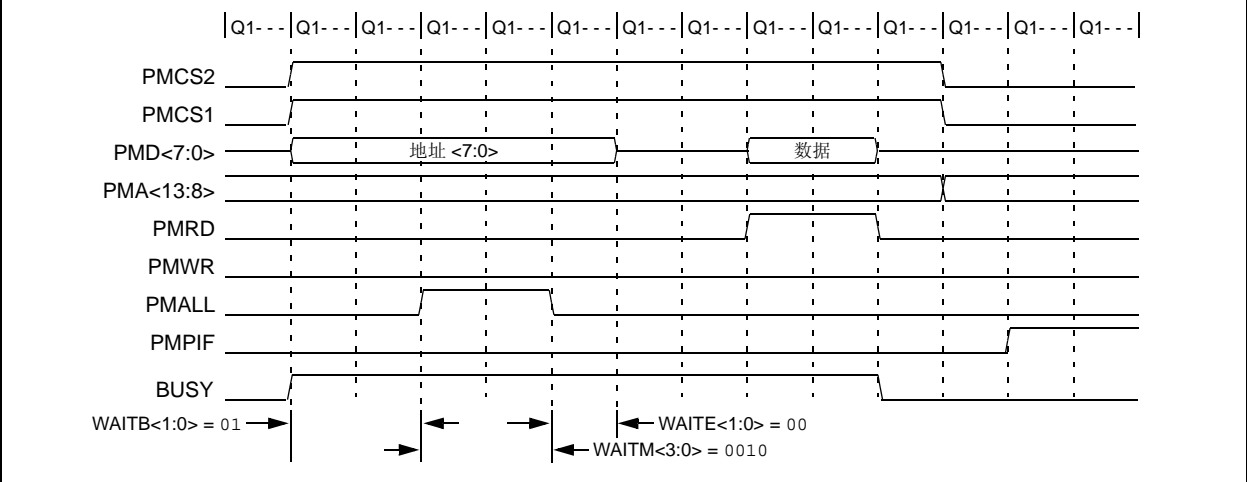 Q1- - - Q1- - - Q1- - - Q1- - - Q1- - - Q1- - - Q1- - - Q1- - - Q1- - - Q1- - - Q1- - - Q1- - - Q1- - - Q1- - -
PMCS2
PMCS1
PMD<7:0> 地址 <7:0> 数据
PMA<13:8>
PMRD
PMWR
PMALL
PMPIF
BUSY
WAITB<1:0> = 01 WAITE<1:0> = 00
WAITM<3:0> = 0010